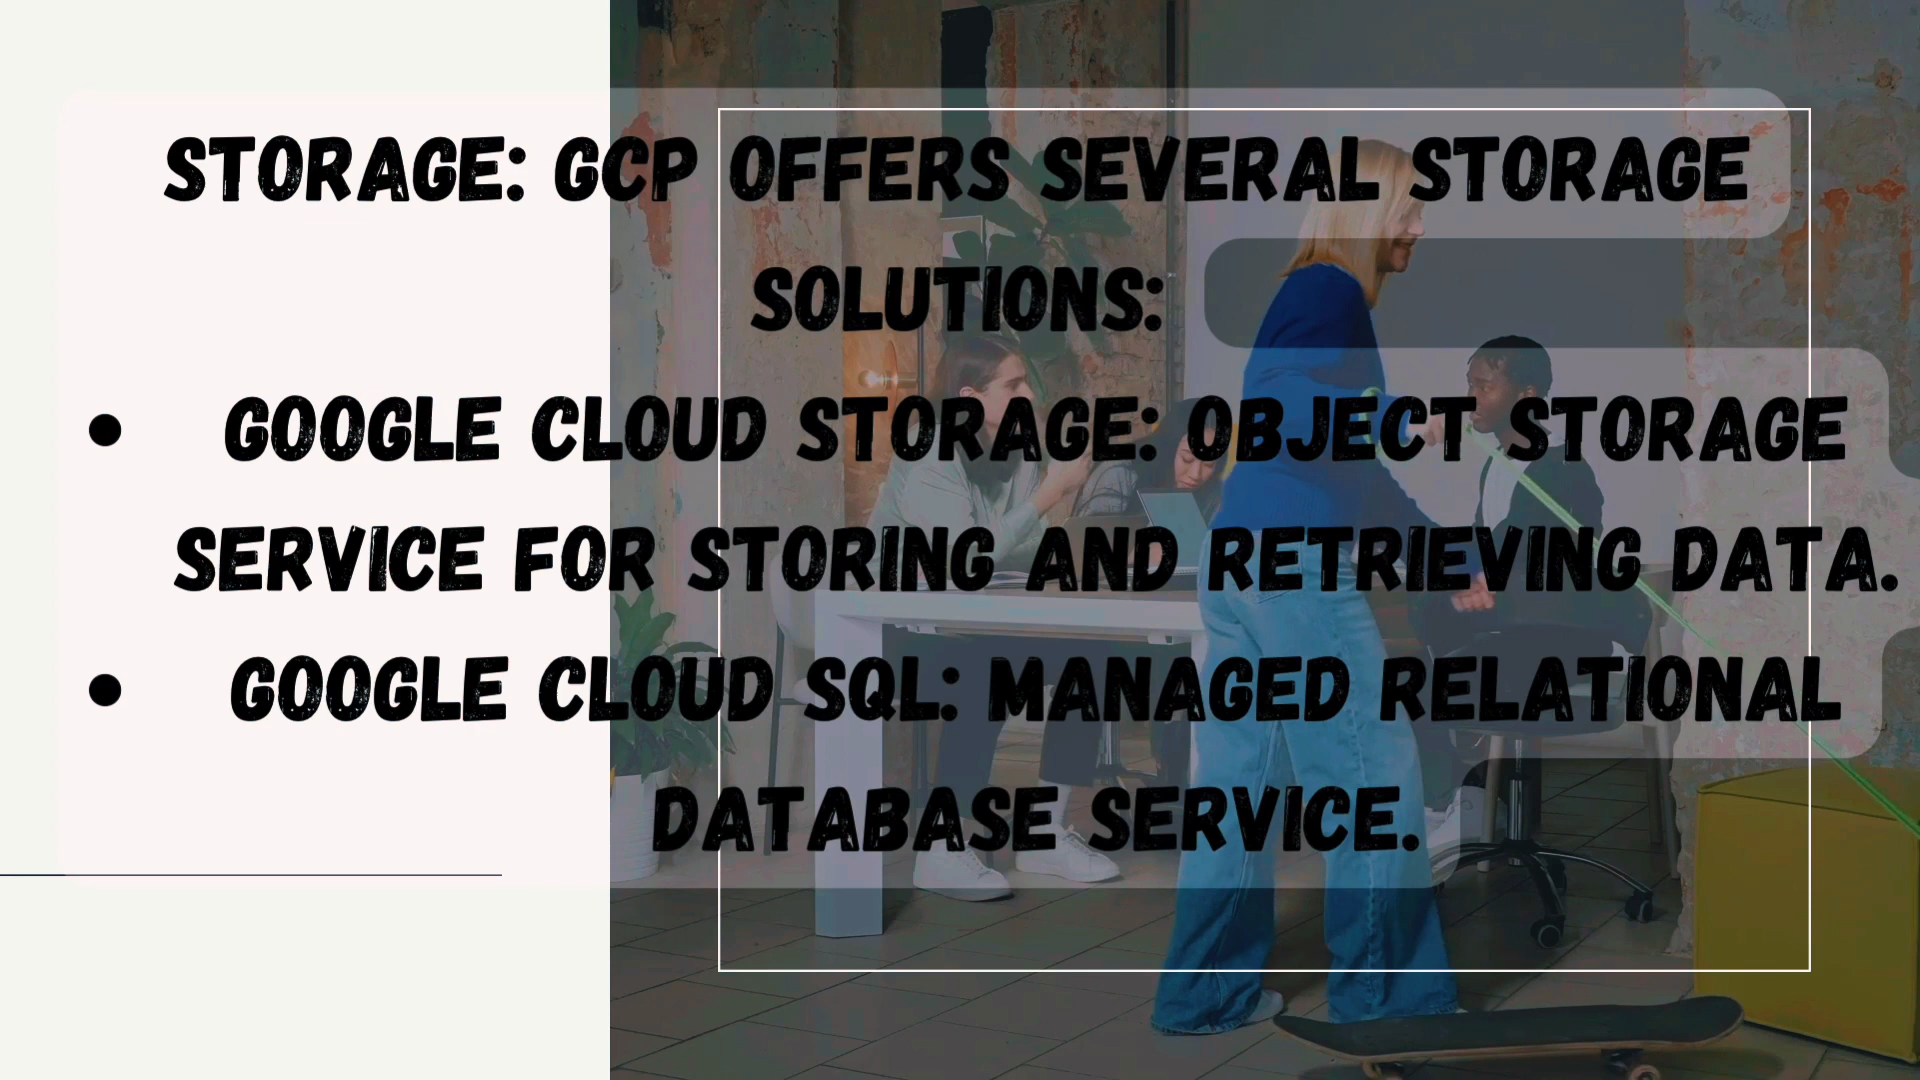 STORAGE: GCP OFFERS SEVERAL STORAGE
SOLUTIONS:
• GOOGLE CLOUD STORAGE: OBJECT STORAGE
SERVICE FOR STORING AND RETRIEVING DATA.
• GOOGLE CLOUD SQL: MANAGED RELATIONAL
DATABASE SERVICE.